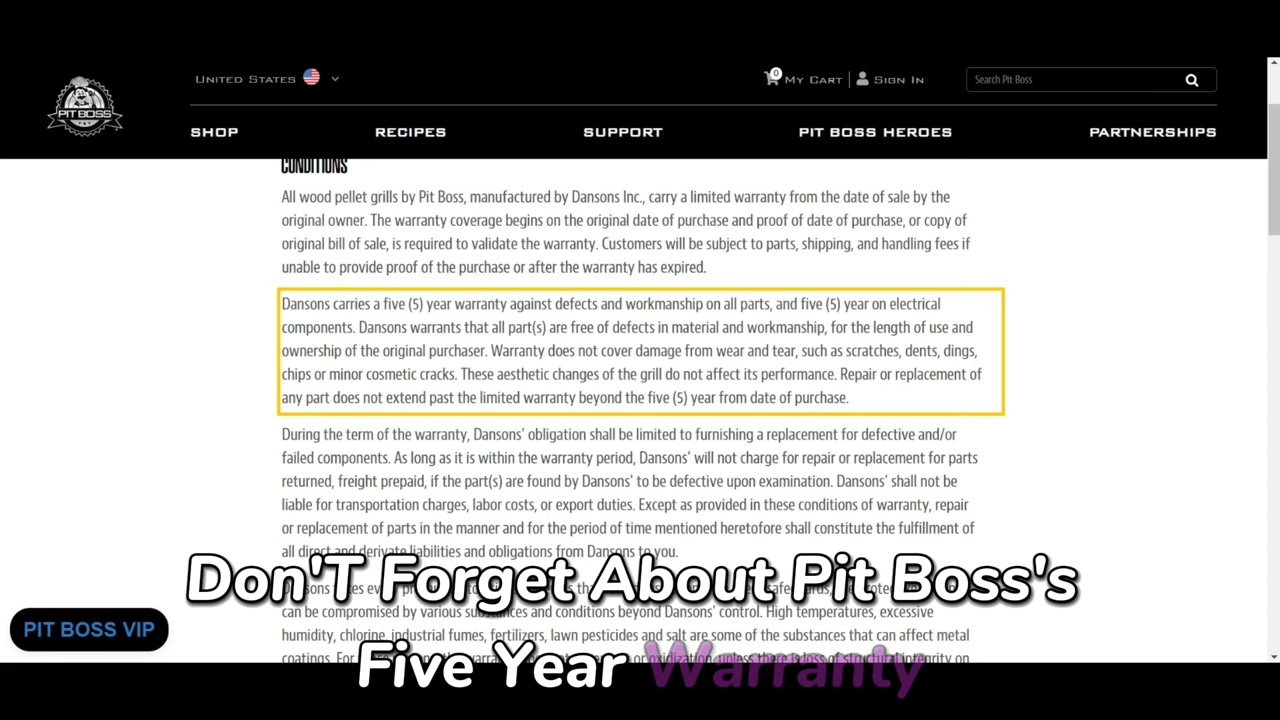 UNITED STATES
0
MY CART
SIGN IN
Search Pit Boss
PIT BOSS
SHOP
RECIPES
SUPPORT
PIT BOSS HEROES
PARTNERSHIPS
CONDITIONS
All wood pellet grills by Pit Boss, manufactured by Dansons Inc., carry a limited warranty from the date of sale by the
original owner. The warranty coverage begins on the original date of purchase and proof of date of purchase, or copy of
original bill of sale, is required to validate the warranty. Customers will be subject to parts, shipping, and handling fees if
unable to provide proof of the purchase or after the warranty has expired.
Dansons carries a five (5) year warranty against defects and workmanship on all parts, and five (5) year on electrical
components. Dansons warrants that all part(s) are free of defects in material and workmanship, for the length of use and
ownership of the original purchaser. Warranty does not cover damage from wear and tear, such as scratches, dents, dings,
chips or minor cosmetic cracks. These aesthetic changes of the grill do not affect its performance. Repair or replacement of
any part does not extend past the limited warranty beyond the five (5) year from date of purchase.
During the term of the warranty, Dansons' obligation shall be limited to furnishing a replacement for defective and/or
failed components. As long as it is within the warranty period, Dansons' will not charge for repair or replacement for parts
returned, freight prepaid, if the part(s) are found by Dansons' to be defective upon examination. Dansons' shall not be
liable for transportation charges, labor costs, or export duties. Except as provided in these conditions of warranty, repair
or replacement of parts in the manner and for the period of time mentioned heretofore shall constitute the fulfillment of
all direct and derivate liabilities and obligations from Dansons to you.
Don'T Forget About Pit Boss's
can be compromised by various substances and conditions beyond Dansons' control. High temperatures, excessive
PIT BOSS VIP
humidity, chlorine, industrial fumes, fertilizers, lawn pesticides and salt are some of the substances that can affect metal
Five Year Warranty